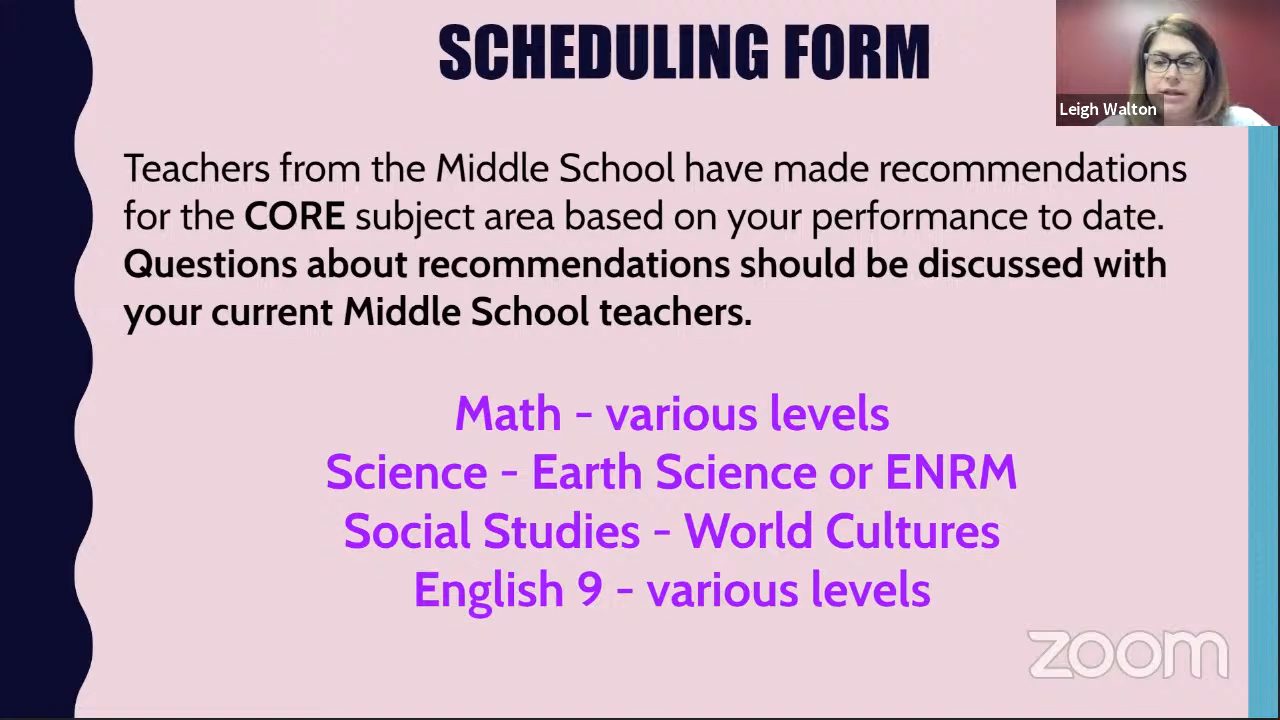 SCHEDULING FORM
Leigh Walton
Teachers from the Middle School have made recommendations
for the CORE subject area based on your performance to date.
Questions about recommendations should be discussed with
your current Middle School teachers.
Math - various levels
Science - Earth Science or ENRM
Social Studies - World Cultures
English 9 - various levels
zoom